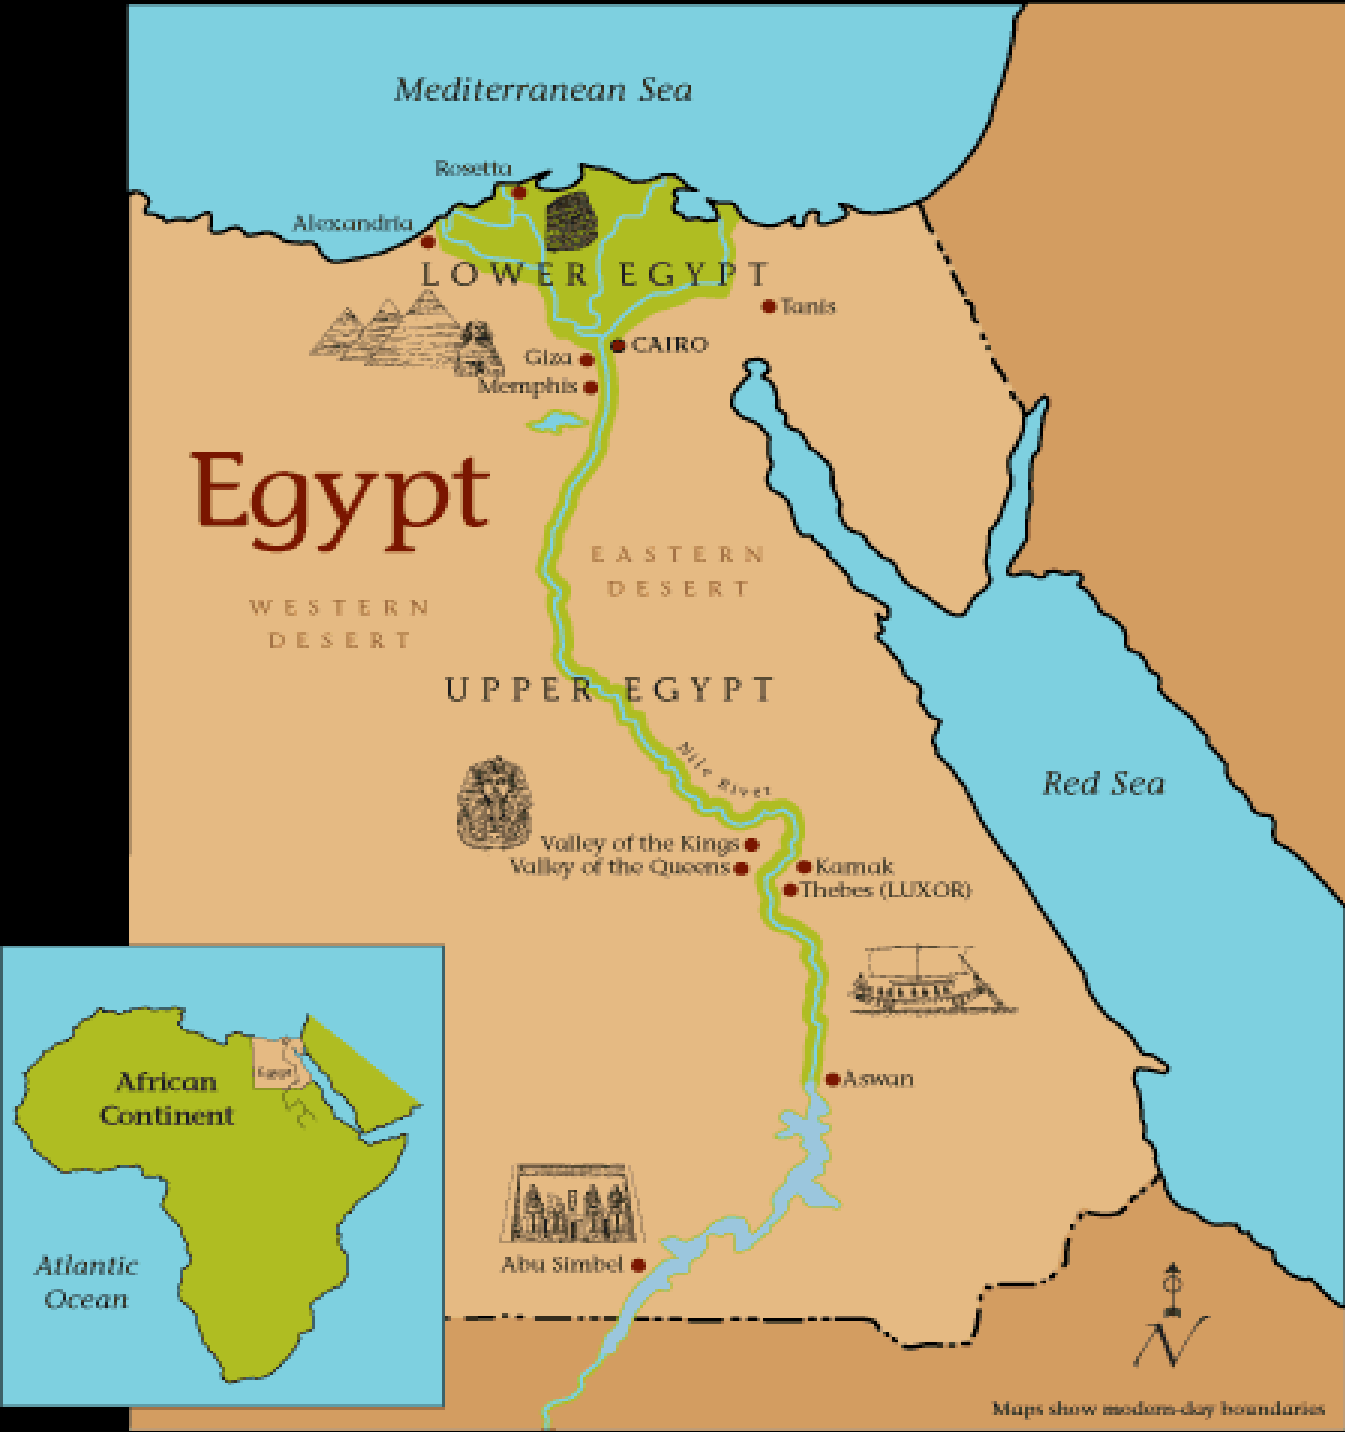 Mediterranean Sea
Rosetta
Alexandria
LOWER EGYPT
Tanis
CAIRO
Giza
Memphis
Egypt
EASTERN
DESERT
WESTERN
DESERT
UPPER EGYPT
Nile River
Red Sea
Valley of the Kings
Valley of the Queens
Karnak
Thebes (LUXOR)
Aswan
Abu Simbel
African
Continent
Egypt
Atlantic
Ocean
N
Maps show modern-day boundaries